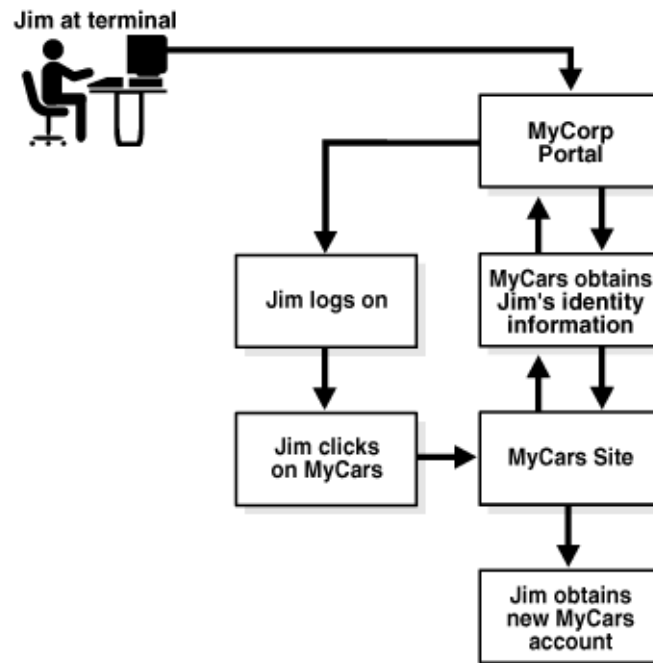 Jim at terminal
MyCorp
Portal
Jim logs on
MyCars obtains
Jim's identity
information
Jim clicks
on MyCars
MyCars Site
Jim obtains
new MyCars
account